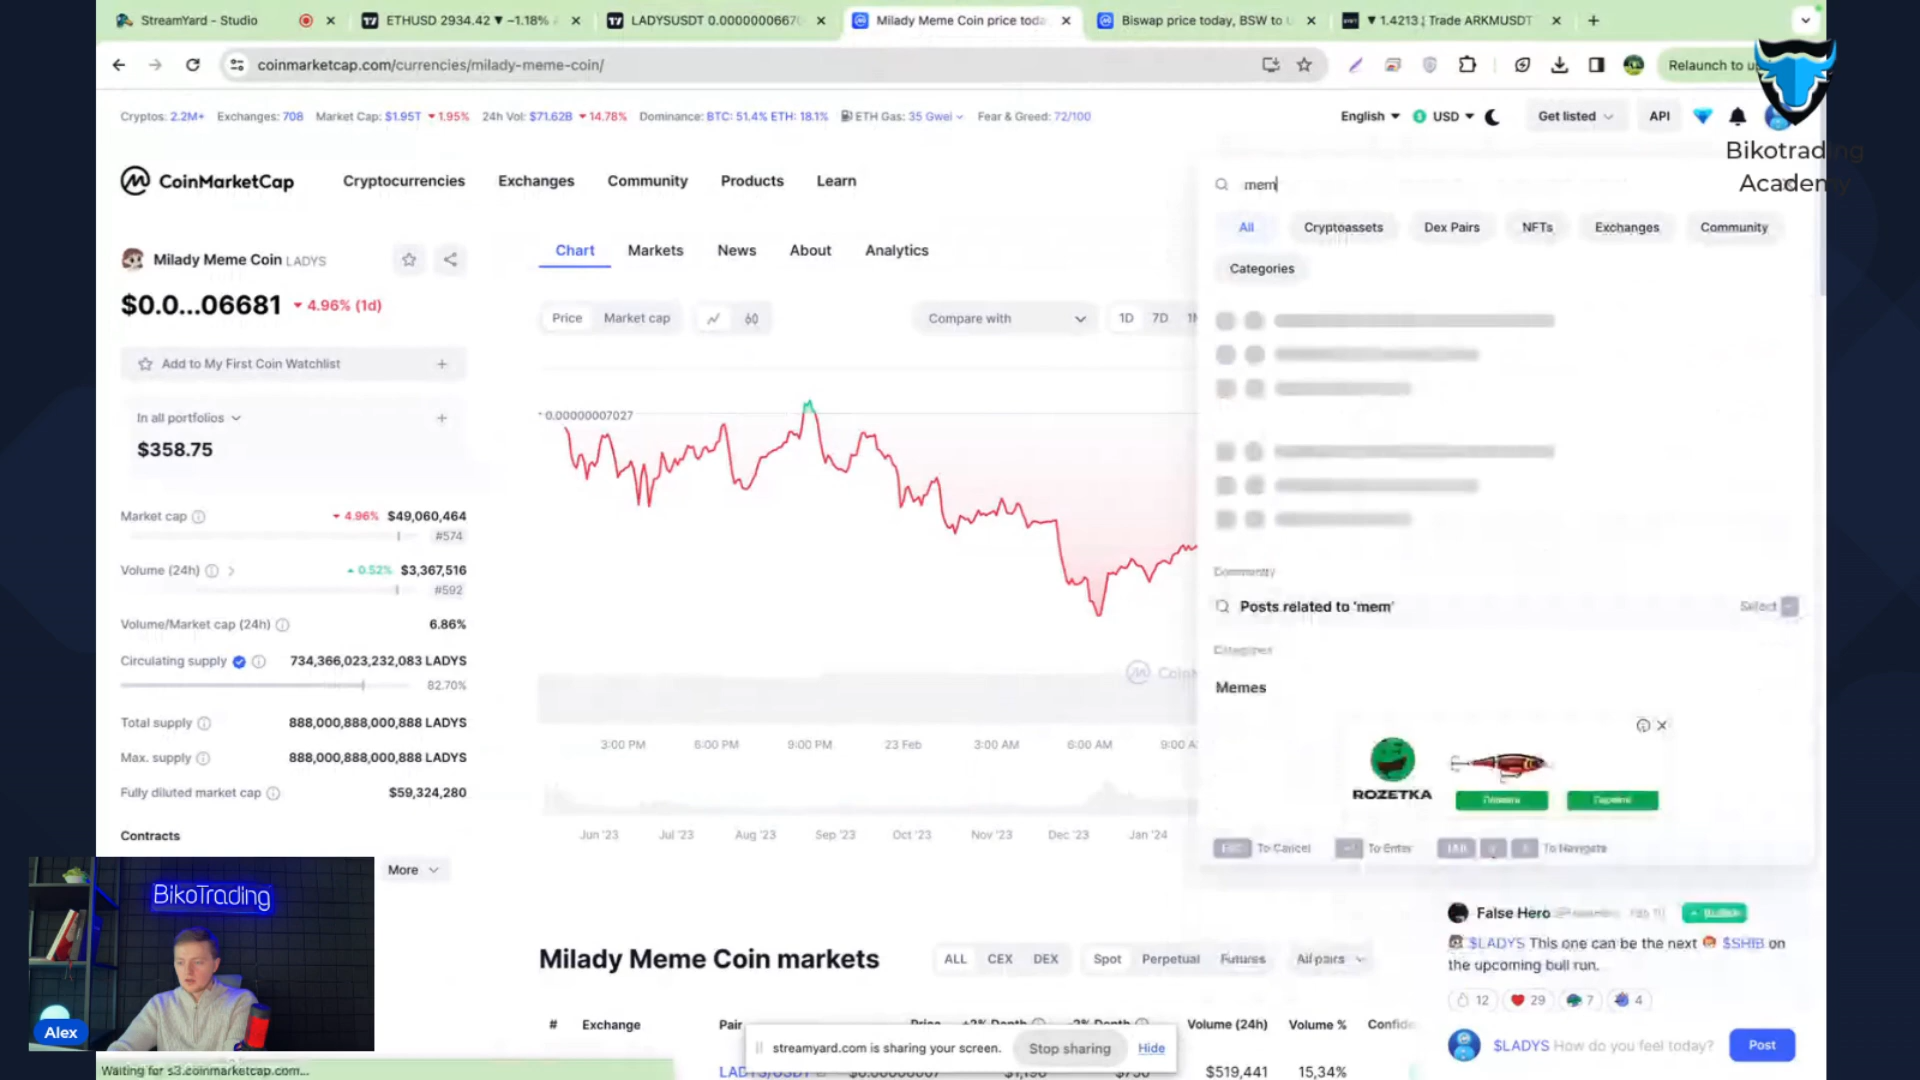 StreamYard - Studio
ETHUSD 2934.42 ▼ −1.18%
LADYSUSDT 0.0000000667
Milady Meme Coin price toda
Biswap price today, BSW to U
▼ 1.4213 | Trade ARKMUSDT
coinmarketcap.com/currencies/milady-meme-coin/
Relaunch to up
Cryptos: 2.2M+ Exchanges: 708 Market Cap: $1.95T ▼ 1.95% 24h Vol: $71.62B ▼ 14.78% Dominance: BTC: 51.4% ETH: 18.1% ETH Gas: 35 Gwei Fear & Greed: 72/100
English USD Get listed API
Bikotrading
Academy
CoinMarketCap
Cryptocurrencies Exchanges Community Products Learn
mem
All Cryptoassets Dex Pairs NFTs Exchanges Community
Categories
Milady Meme Coin LADYS
$0.0...06681 ▼ 4.96% (1d)
Add to My First Coin Watchlist
In all portfolios
$358.75
Market cap ▼ 4.96% $49,060,464
#574
Volume (24h) ▲ 0.52% $3,367,516
#592
Volume/Market cap (24h) 6.86%
Circulating supply 734,366,023,232,083 LADYS
82.70%
Total supply 888,000,888,000,888 LADYS
Max. supply 888,000,888,000,888 LADYS
Fully diluted market cap $59,324,280
Contracts
More
Chart Markets News About Analytics
Price Market cap
Compare with
1D 7D
0.00000007027
3:00 PM 6:00 PM 9:00 PM 23 Feb 3:00 AM 6:00 AM 9:00 A
Jun '23 Jul '23 Aug '23 Sep '23 Oct '23 Nov '23 Dec '23 Jan '24
Community
Posts related to 'mem'
Select
Categories
Memes
ROZETKA
To Cancel To Enter To Navigate
Milady Meme Coin markets
ALL CEX DEX Spot Perpetual Futures All pairs
# Exchange Pair Price +2% Depth -2% Depth Volume (24h) Volume % Confide
$519,441 15,34%
streamyard.com is sharing your screen. Stop sharing Hide
False Hero
$LADYS This one can be the next $SHIB on
the upcoming bull run.
12 29 7 4
$LADYS How do you feel today?
Post
BikoTrading
Alex
Waiting for s3.coinmarketcap.com...